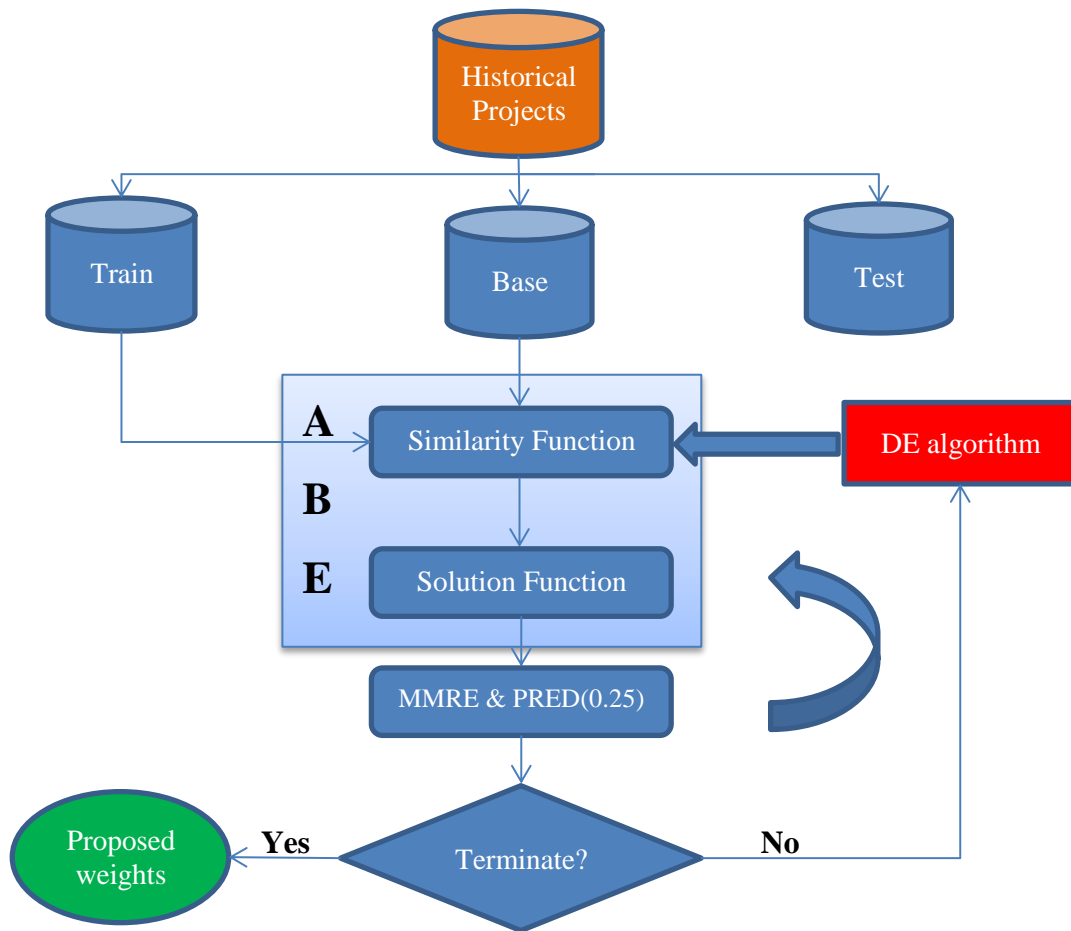 Historical
Projects
Train
Base
Test
A
Similarity Function
DE algorithm
B
E
Solution Function
MMRE & PRED(0.25)
Proposed
weights
Yes
Terminate?
No